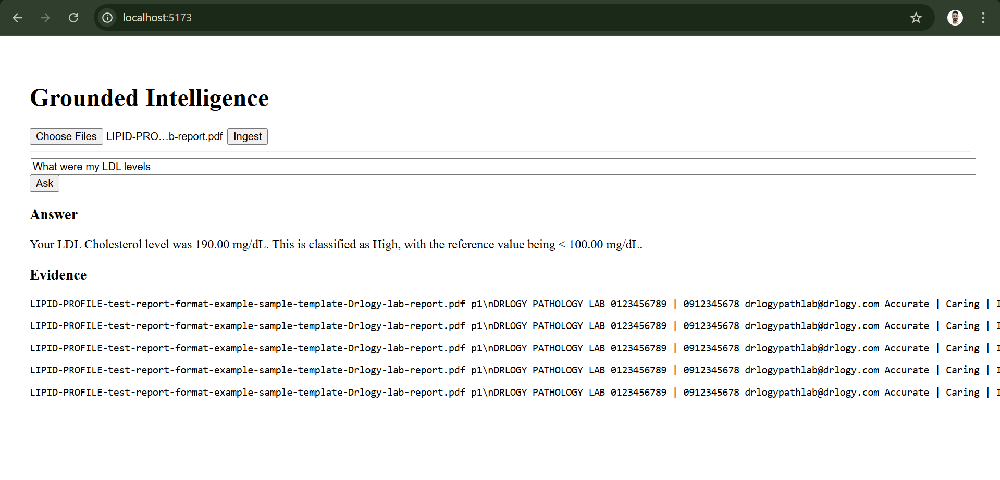 localhost:5173
Grounded Intelligence
Choose Files LIPID-PRO...b-report.pdf Ingest
What were my LDL levels
Ask
Answer
Your LDL Cholesterol level was 190.00 mg/dL. This is classified as High, with the reference value being < 100.00 mg/dL.
Evidence
LIPID-PROFILE-test-report-format-example-sample-template-Drlogy-lab-report.pdf p1\nDRLOGY PATHOLOGY LAB 0123456789 | 0912345678 drlogypathlab@drlogy.com Accurate | Caring |
LIPID-PROFILE-test-report-format-example-sample-template-Drlogy-lab-report.pdf p1\nDRLOGY PATHOLOGY LAB 0123456789 | 0912345678 drlogypathlab@drlogy.com Accurate | Caring |
LIPID-PROFILE-test-report-format-example-sample-template-Drlogy-lab-report.pdf p1\nDRLOGY PATHOLOGY LAB 0123456789 | 0912345678 drlogypathlab@drlogy.com Accurate | Caring |
LIPID-PROFILE-test-report-format-example-sample-template-Drlogy-lab-report.pdf p1\nDRLOGY PATHOLOGY LAB 0123456789 | 0912345678 drlogypathlab@drlogy.com Accurate | Caring |
LIPID-PROFILE-test-report-format-example-sample-template-Drlogy-lab-report.pdf p1\nDRLOGY PATHOLOGY LAB 0123456789 | 0912345678 drlogypathlab@drlogy.com Accurate | Caring |